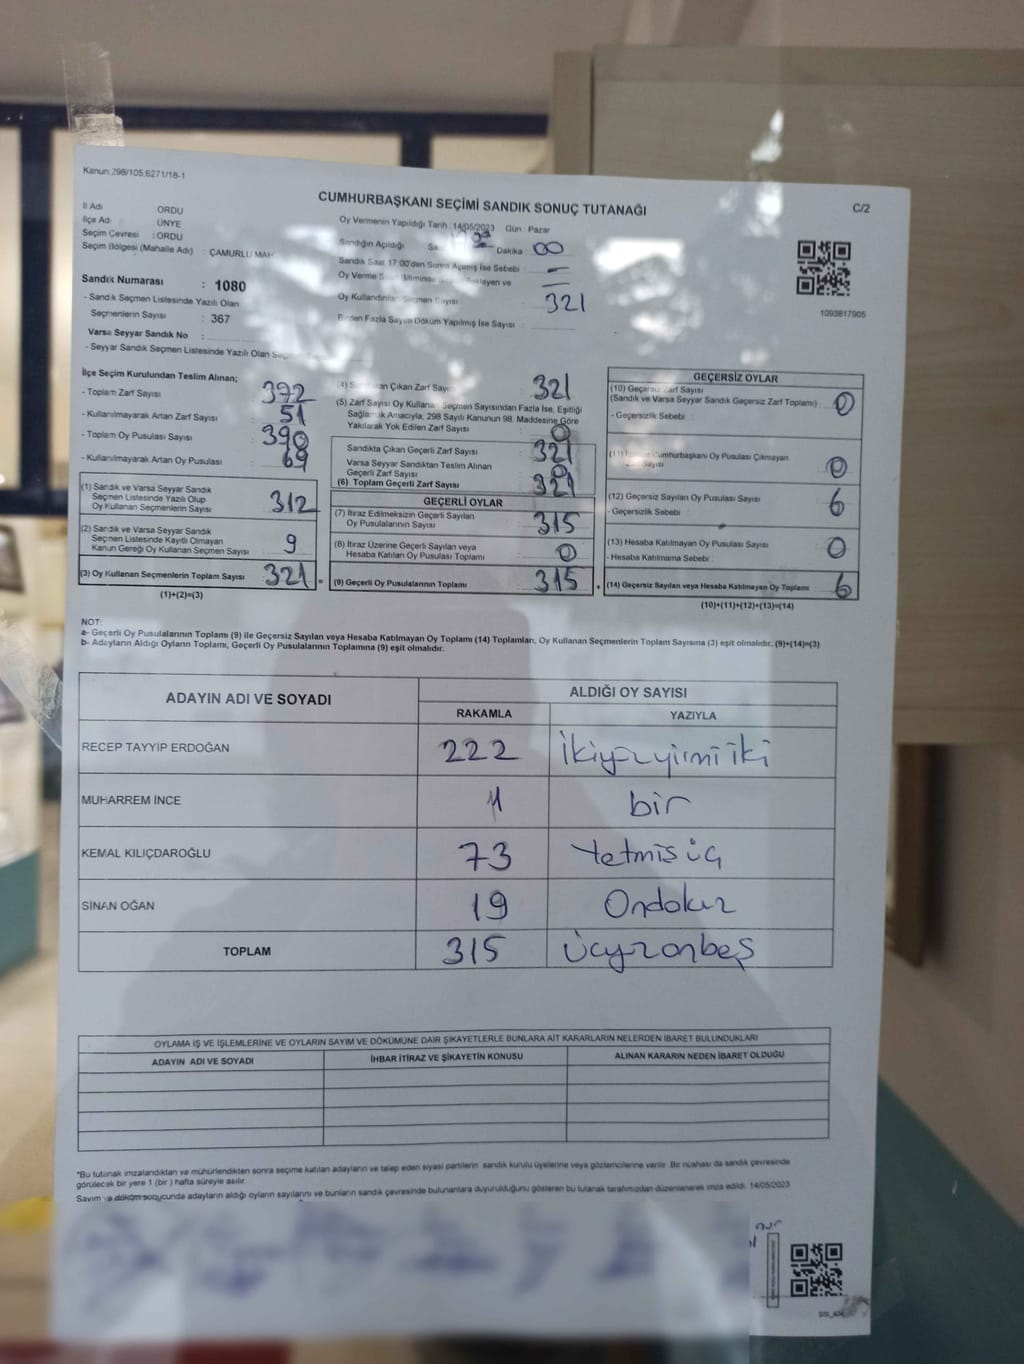 Kanun 298/105,6271/18-1
CUMHURBAŞKANI SEÇİMİ SANDIK SONUÇ TUTANAĞI
C/2
İl Adı ORDU
İlçe Adı ÜNYE
Seçim Çevresi : ORDU
Seçim Bölgesi (Mahalle Adı) : ÇAMURLU MAH
Oy Vermenin Yapıldığı Tarih :14/05/2023 Gün Pazar
Sandığın Açıldığı Dakika 00
Sandık Saat 17:00'den Sonra Açılmış İse Sebebi
Oy Verme
Oy Kullandırılan Seçmen Sayısı 321
Birden Fazla Sayım Döküm Yapılmış İse Sayısı
1093817905
Sandık Numarası : 1080
- Sandık Seçmen Listesinde Yazılı Olan
Seçmenlerin Sayısı : 367
Varsa Seyyar Sandık No :
- Seyyar Sandık Seçmen Listesinde Yazılı Olan
İlçe Seçim Kurulundan Teslim Alınan;
- Toplam Zarf Sayısı 372
- Kullanılmayarak Artan Zarf Sayısı 51
- Toplam Oy Pusulası Sayısı 390
- Kullanılmayarak Artan Oy Pusulası 69
(1) Sandık ve Varsa Seyyar Sandık
Seçmen Listesinde Yazılı Olup
Oy Kullanan Seçmenlerin Sayısı 312
(2) Sandık ve Varsa Seyyar Sandık
Seçmen Listesinde Kayıtlı Olmayan
Kanun Gereği Oy Kullanan Seçmen Sayısı 9
(3) Oy Kullanan Seçmenlerin Toplam Sayısı 321
(1)+(2)=(3)
(4) Sandıktan Çıkan Zarf Sayısı 321
(5) Zarf Sayısı Oy Kullanan Seçmen Sayısından Fazla İse, Eşitliği
Sağlamak Amacıyla, 298 Sayılı Kanunun 98. Maddesine Göre
Yakılarak Yok Edilen Zarf Sayısı 0
Sandıkta Çıkan Geçerli Zarf Sayısı 321
Varsa Seyyar Sandıktan Teslim Alınan
Geçerli Zarf Sayısı 0
(6) Toplam Geçerli Zarf Sayısı 321
GEÇERLİ OYLAR
(7) İtiraz Edilmeksizin Geçerli Sayılan
Oy Pusulalarının Sayısı 315
(8) İtiraz Üzerine Geçerli Sayılan veya
Hesaba Katılan Oy Pusulası Toplamı 0
(9) Geçerli Oy Pusulalarının Toplamı 315
GEÇERSİZ OYLAR
(10) Geçersiz Zarf Sayısı
(Sandık ve Varsa Seyyar Sandık Geçersiz Zarf Toplamı) 0
- Geçersizlik Sebebi :
Cumhurbaşkanı Oy Pusulası Çıkmayan
0
(12) Geçersiz Sayılan Oy Pusulası Sayısı 6
- Geçersizlik Sebebi :
(13) Hesaba Katılmayan Oy Pusulası Sayısı 0
- Hesaba Katılmama Sebebi :
(14) Geçersiz Sayılan veya Hesaba Katılmayan Oy Toplamı 6
(10)+(11)+(12)+(13)=(14)
NOT:
a- Geçerli Oy Pusulalarının Toplamı (9) ile Geçersiz Sayılan veya Hesaba Katılmayan Oy Toplamı (14) Toplamları, Oy Kullanan Seçmenlerin Toplam Sayısına (3) eşit olmalıdır. (9)+(14)=(3)
b- Adayların Aldığı Oyların Toplamı, Geçerli Oy Pusulalarının Toplamına (9) eşit olmalıdır.
ADAYIN ADI VE SOYADI ALDIĞI OY SAYISI
RAKAMLA YAZIYLA
RECEP TAYYİP ERDOĞAN 222 İkiyüzyirmi iki
MUHARREM İNCE 1 bir
KEMAL KILIÇDAROĞLU 73 Yetmiş üç
SİNAN OĞAN 19 Ondokuz
TOPLAM 315 Üçyüzonbeş
OYLAMA İŞ VE İŞLEMLERİNE VE OYLARIN SAYIM VE DÖKÜMÜNE DAİR ŞİKAYETLERLE BUNLARA AİT KARARLARIN NELERDEN İBARET BULUNDUKLARI
ADAYIN ADI VE SOYADI İHBAR İTİRAZ VE ŞİKAYETİN KONUSU ALINAN KARARIN NEDEN İBARET OLDUĞU
*Bu tutanak imzalandıktan ve mühürlendikten sonra seçime katılan adayların ve talep eden siyasi partilerin sandık kurulu üyelerine veya gözlemcilerine verilir. Bir nüshası da sandık çevresinde
görülecek bir yere 1 (bir) hafta süreyle asılır.
Sayım ve döküm sonucunda adayların aldığı oyların sayılarını ve bunların sandık çevresinde bulunanlara duyurulduğunu gösteren bu tutanak tarafımızdan düzenlenerek imza edildi. 14/05/2023